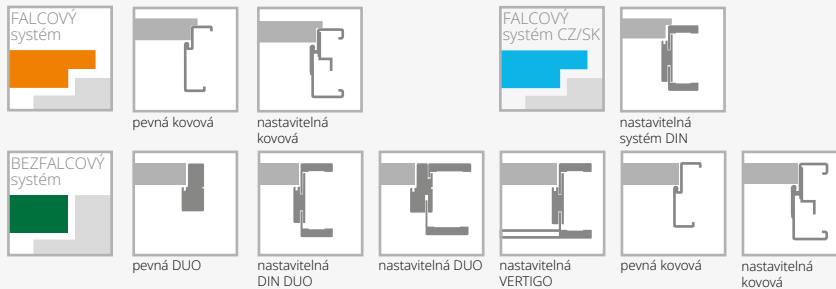 FALCOVÝ
systém
pevná kovová
nastavitelná
kovová
FALCOVÝ
systém CZ/SK
nastavitelná
systém DIN
BEZFALCOVÝ
systém
pevná DUO
nastavitelná
DIN DUO
nastavitelná DUO
nastavitelná
VERTIGO
pevná kovová
nastavitelná
kovová